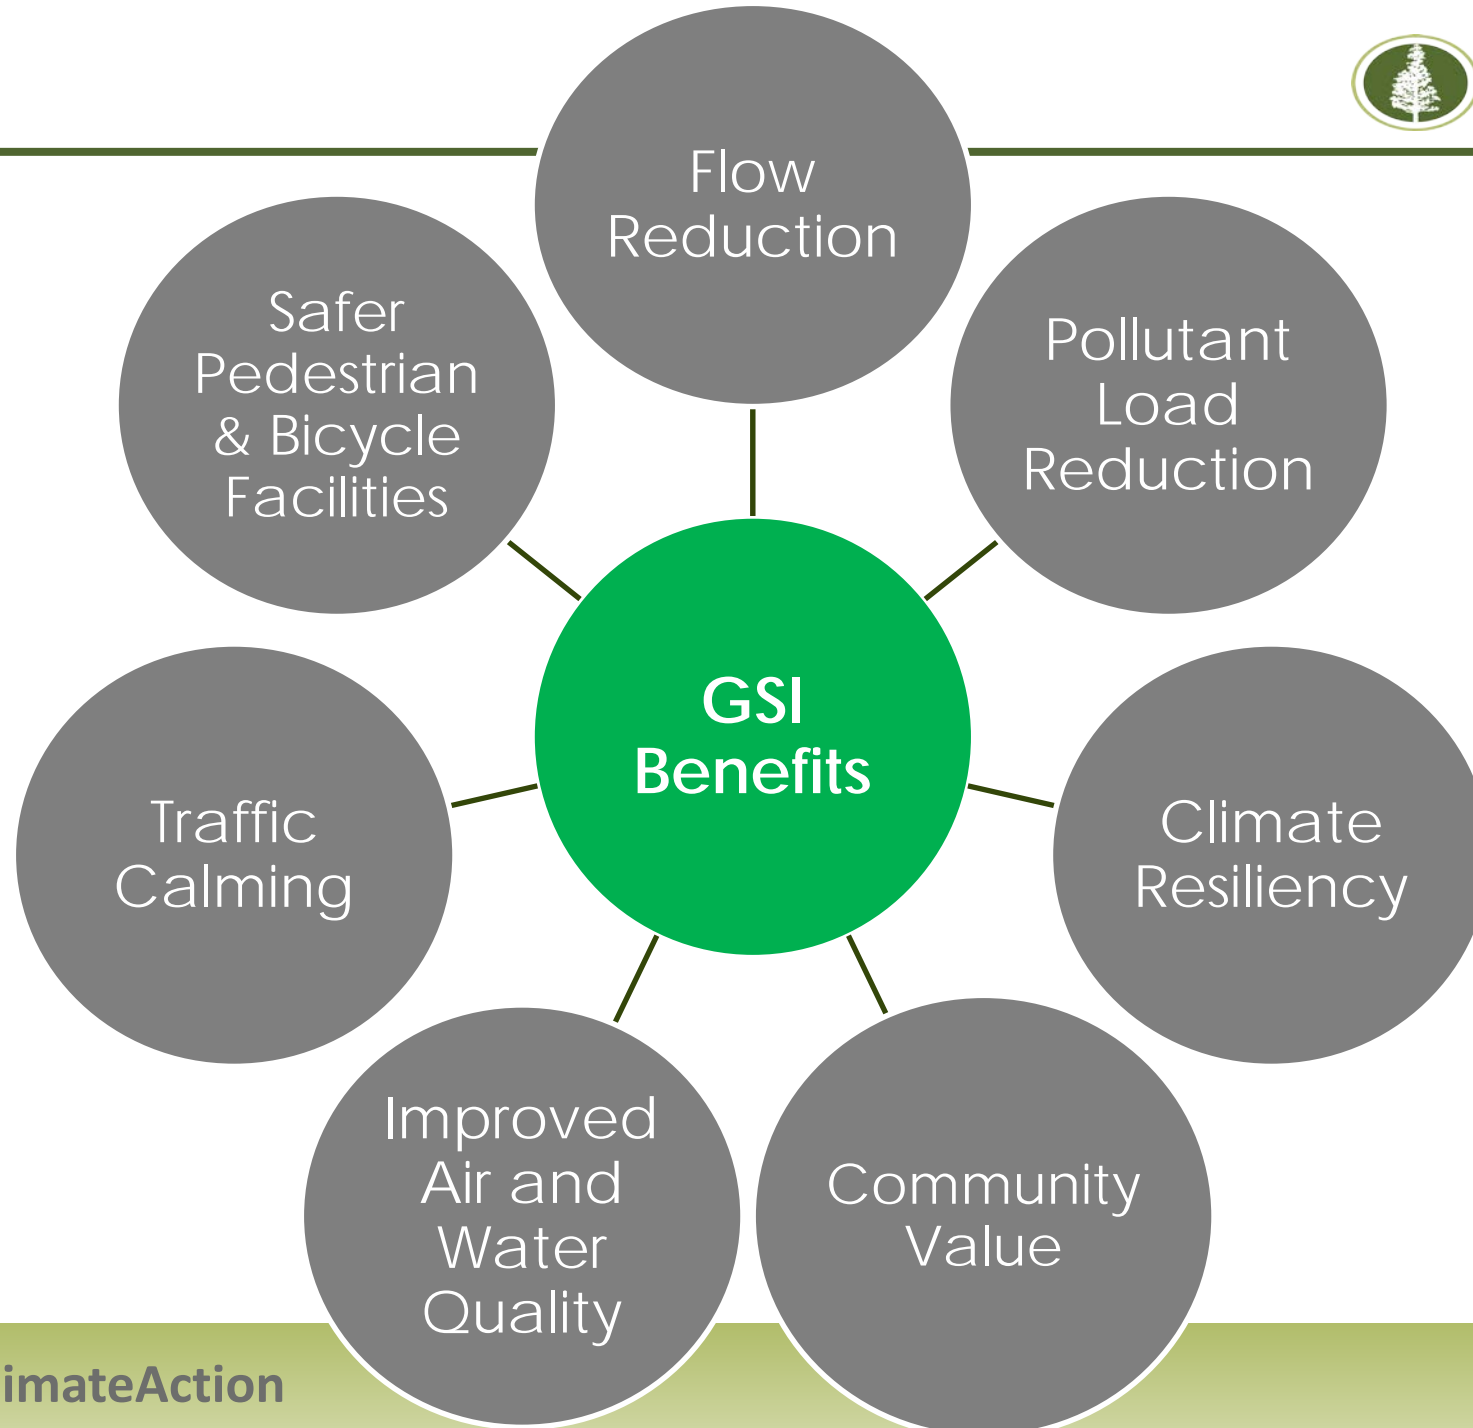 Flow
Reduction
Pollutant
Load
Reduction
Climate
Resiliency
Community
Value
Improved
Air and
Water
Quality
Traffic
Calming
Safer
Pedestrian
& Bicycle
Facilities
GSI
Benefits
imateAction